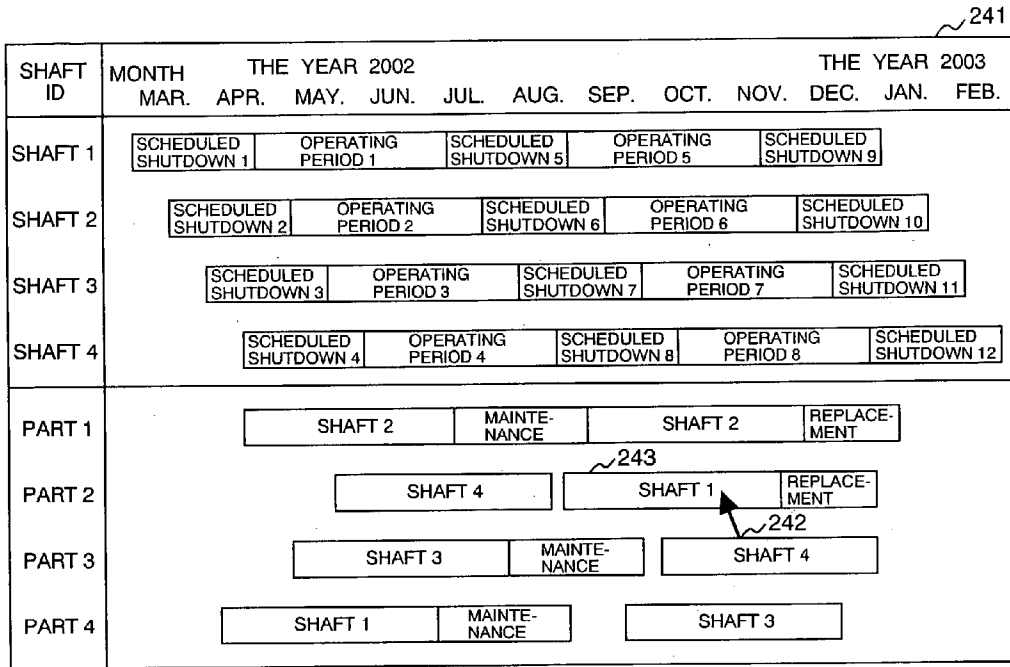 241
SHAFT ID
MONTH THE YEAR 2002 THE YEAR 2003
MAR. APR. MAY. JUN. JUL. AUG. SEP. OCT. NOV. DEC. JAN. FEB.
SHAFT 1
SCHEDULED SHUTDOWN 1
OPERATING PERIOD 1
SCHEDULED SHUTDOWN 5
OPERATING PERIOD 5
SCHEDULED SHUTDOWN 9
SHAFT 2
SCHEDULED SHUTDOWN 2
OPERATING PERIOD 2
SCHEDULED SHUTDOWN 6
OPERATING PERIOD 6
SCHEDULED SHUTDOWN 10
SHAFT 3
SCHEDULED SHUTDOWN 3
OPERATING PERIOD 3
SCHEDULED SHUTDOWN 7
OPERATING PERIOD 7
SCHEDULED SHUTDOWN 11
SHAFT 4
SCHEDULED SHUTDOWN 4
OPERATING PERIOD 4
SCHEDULED SHUTDOWN 8
OPERATING PERIOD 8
SCHEDULED SHUTDOWN 12
PART 1
SHAFT 2
MAINTE-
NANCE
SHAFT 2
REPLACE-
MENT
243
PART 2
SHAFT 4
SHAFT 1
REPLACE-
MENT
242
PART 3
SHAFT 3
MAINTE-
NANCE
SHAFT 4
PART 4
SHAFT 1
MAINTE-
NANCE
SHAFT 3